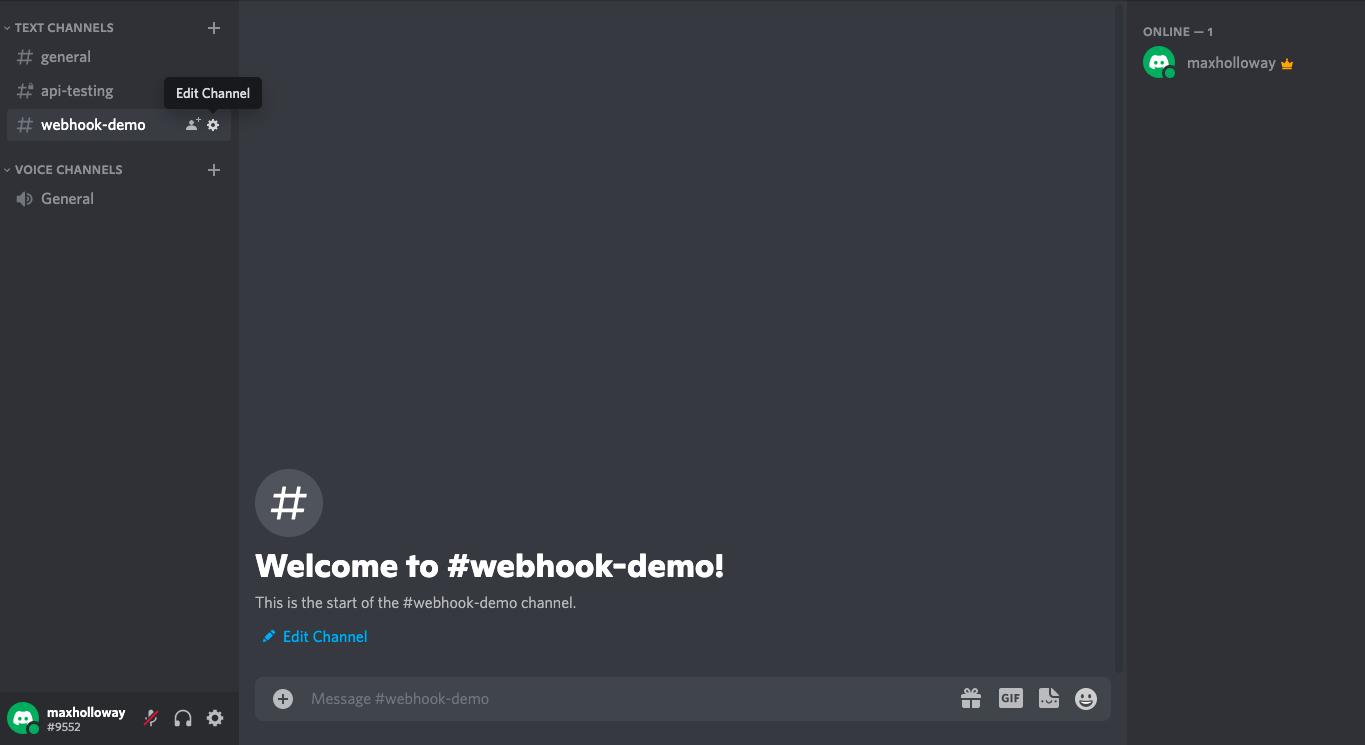 TEXT CHANNELS
general
api-testing
Edit Channel
webhook-demo
VOICE CHANNELS
General
Welcome to #webhook-demo!
This is the start of the #webhook-demo channel.
Edit Channel
Message #webhook-demo
GIF
maxholloway
#9552
ONLINE — 1
maxholloway